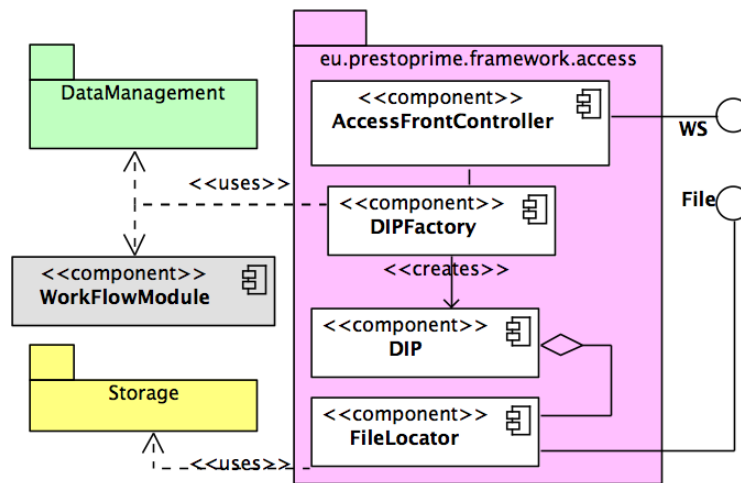 eu.prestoprime.framework.access
DataManagement
<<component>>
AccessFrontController
WS
<<uses>>
<<component>>
DIPFactory
File
<<component>>
WorkFlowModule
<<creates>>
<<component>>
DIP
Storage
<<component>>
FileLocator
<<uses>>